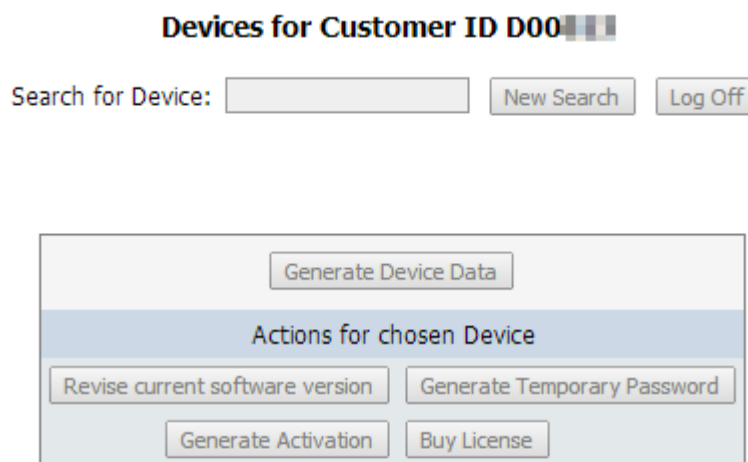 Devices for Customer ID D00
Search for Device: New Search Log Off
Generate Device Data
Actions for chosen Device
Revise current software version Generate Temporary Password
Generate Activation Buy License